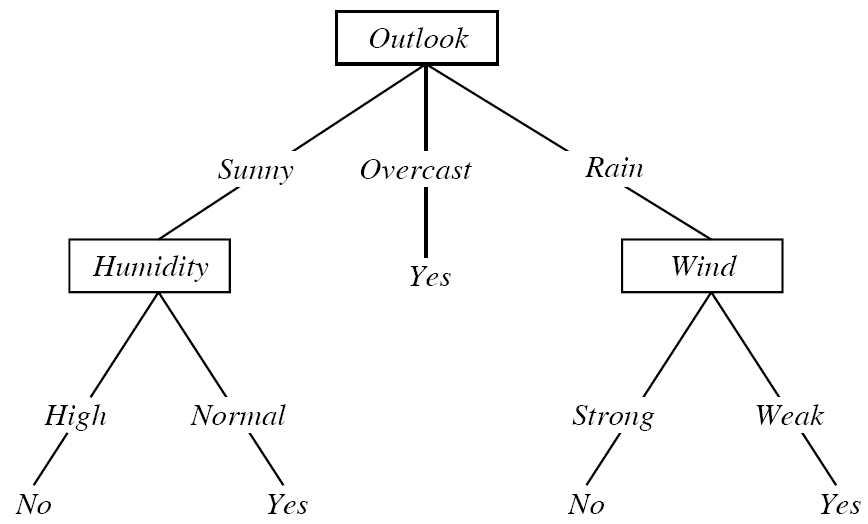 Outlook
Sunny Overcast Rain
Humidity Yes Wind
High Normal Strong Weak
No Yes No Yes